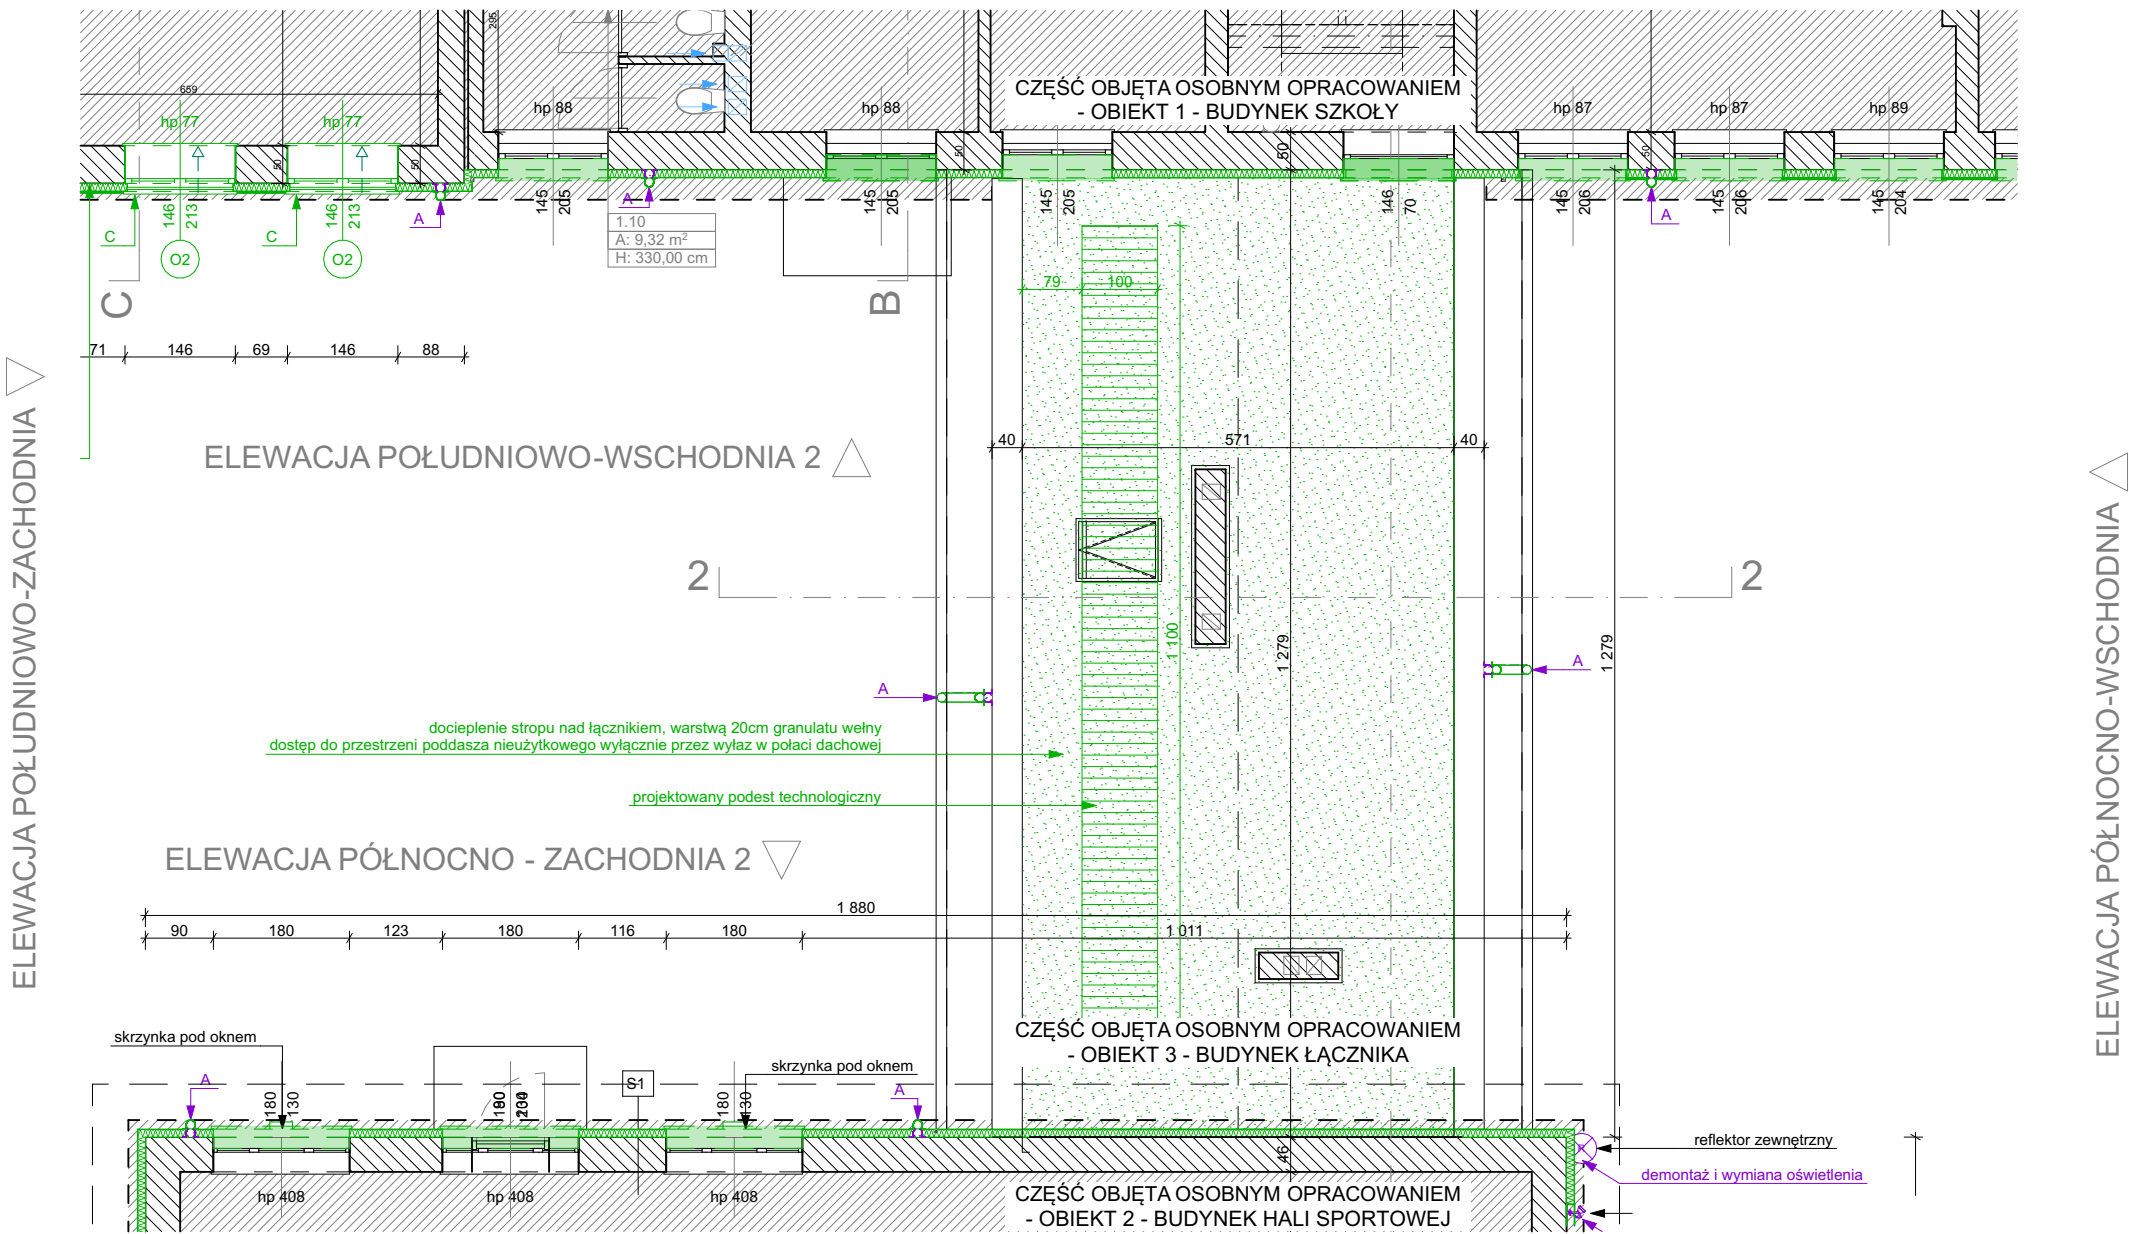 295
659
hp 77
hp 77
hp 88
hp 88
CZĘŚĆ OBJĘTA OSOBNYM OPRACOWANIEM
- OBIEKT 1 - BUDYNEK SZKOŁY
hp 87
hp 87
hp 89
50
50
50
50
50
146
213
146
213
145
205
145
205
145
205
146
70
145
206
145
206
145
204
C
C
A
A
A
O2
O2
1.10
A: 9,32 m²
H: 330,00 cm
C
B
79
100
71
146
69
146
88
ELEWACJA POŁUDNIOWO-ZACHODNIA
ELEWACJA POŁUDNIOWO-WSCHODNIA 2
40
571
40
2
2
1 100
1 279
1 279
A
A
ELEWACJA PÓŁNOCNO-WSCHODNIA
docieplenie stropu nad łącznikiem, warstwą 20cm granulatu wełny
dostęp do przestrzeni poddasza nieużytkowego wyłącznie przez wyłaz w połaci dachowej
projektowany podest technologiczny
ELEWACJA PÓŁNOCNO - ZACHODNIA 2
1 880
90
180
123
180
116
180
1 011
CZĘŚĆ OBJĘTA OSOBNYM OPRACOWANIEM
- OBIEKT 3 - BUDYNEK ŁĄCZNIKA
skrzynka pod oknem
skrzynka pod oknem
S1
A
A
180
130
180
130
46
reflektor zewnętrzny
demontaż i wymiana oświetlenia
hp 408
hp 408
hp 408
CZĘŚĆ OBJĘTA OSOBNYM OPRACOWANIEM
- OBIEKT 2 - BUDYNEK HALI SPORTOWEJ